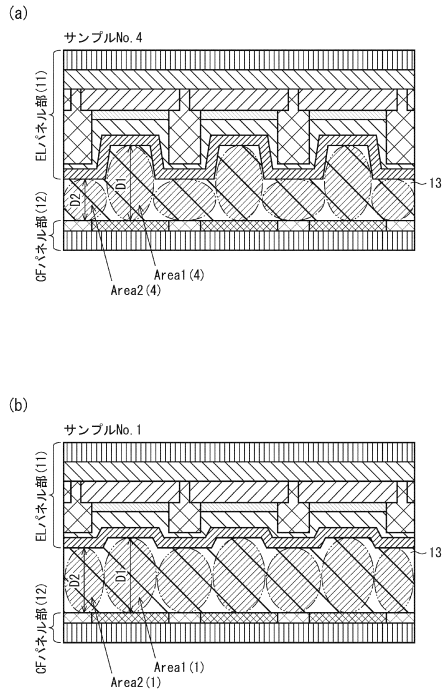 (a)
サンプルNo.4
ELパネル部(11)
CFパネル部(12)
D2
D1
13
Area1(4)
Area2(4)
(b)
サンプルNo.1
ELパネル部(11)
CFパネル部(12)
D2
D1
13
Area1(1)
Area2(1)